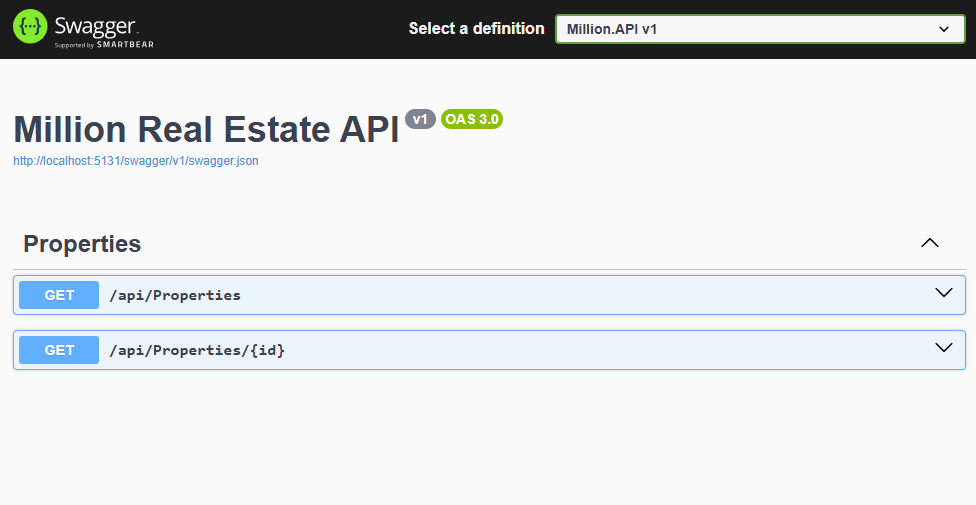 {···} Swagger.
Supported by SMARTBEAR
Select a definition
Million.API v1
Million Real Estate API v1 OAS 3.0
http://localhost:5131/swagger/v1/swagger.json
Properties
GET /api/Properties
GET /api/Properties/{id}